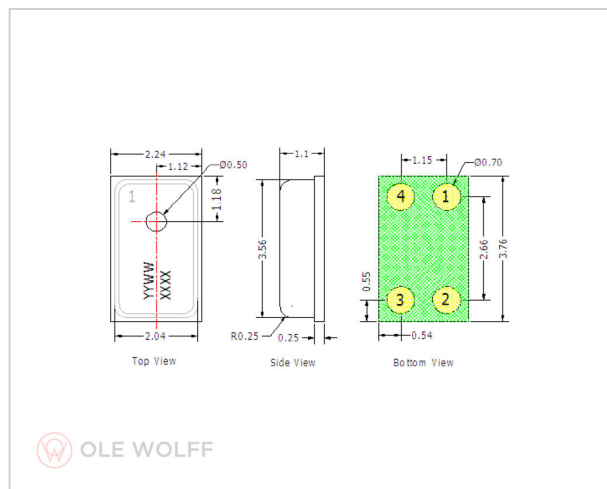 2.24
1.12
Ø0.50
1
1.18
YYWW
XXXX
2.04
Top View
1.1
3.56
R0.25
0.25
Side View
1.15
Ø0.70
4
1
2.66
3.76
0.55
3
2
0.54
Bottom View
OLE WOLFF